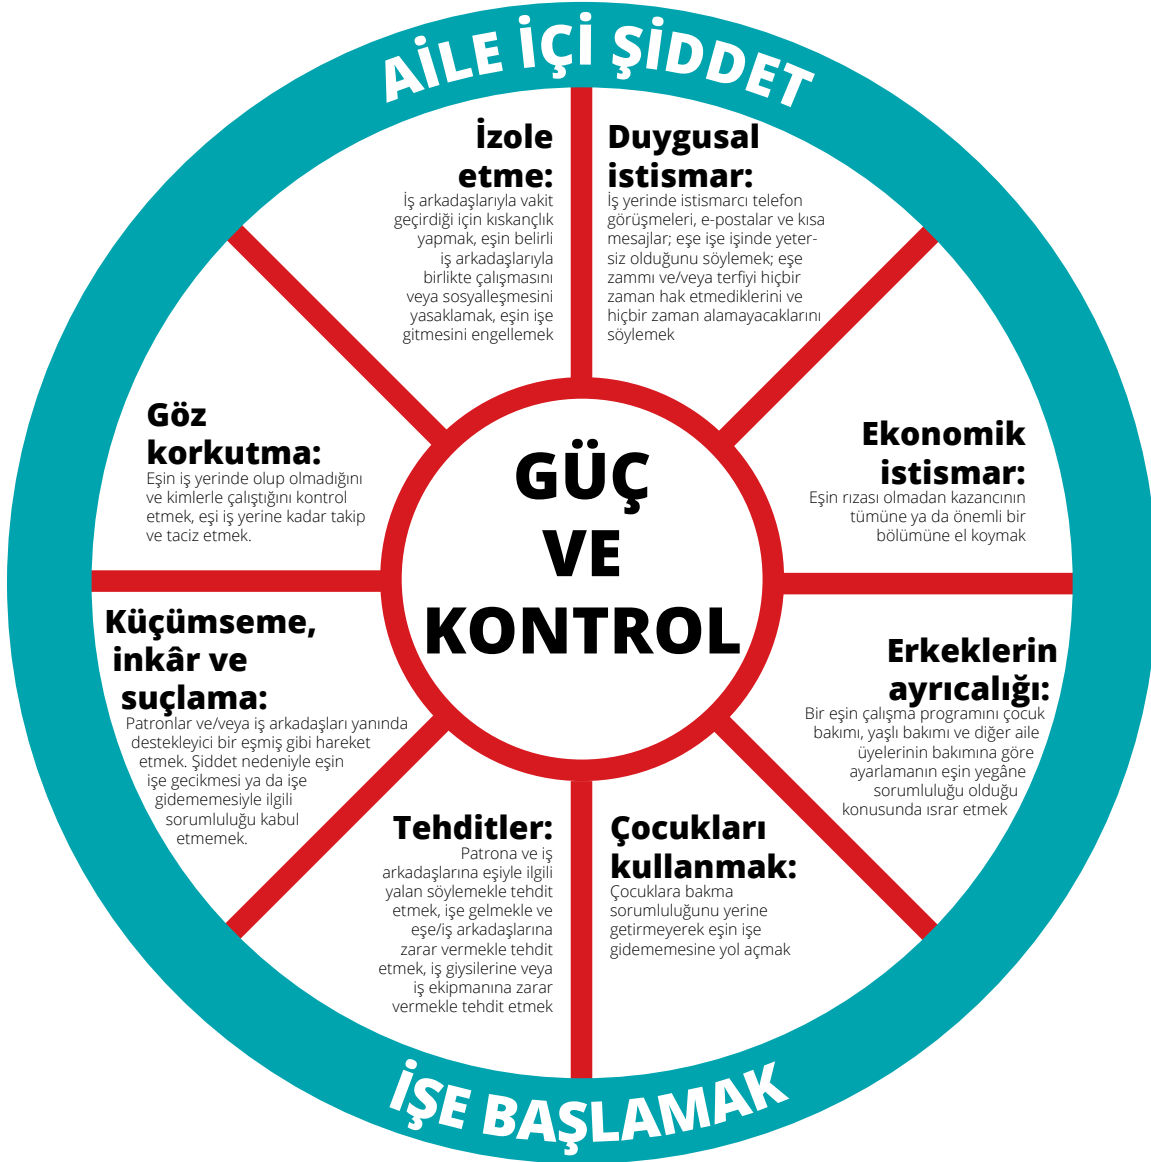 AİLE İÇİ ŞİDDET
İzole
etme:
İş arkadaşlarıyla vakit
geçirdiği için kıskançlık
yapmak, eşin belirli
iş arkadaşlarıyla
birlikte çalışmasını
veya sosyalleşmesini
yasaklamak, eşin işe
gitmesini engellemek
Duygusal
istismar:
İş yerinde istismarcı telefon
görüşmeleri, e-postalar ve kısa
mesajlar; eşe işe işinde yeter-
siz olduğunu söylemek; eşe
zammı ve/veya terfiyi hiçbir
zaman hak etmediklerini ve
hiçbir zaman alamayacaklarını
söylemek
Göz
korkutma:
Eşin iş yerinde olup olmadığını
ve kimlerle çalıştığını kontrol
etmek, eşi iş yerine kadar takip
ve taciz etmek.
GÜÇ
VE
KONTROL
Ekonomik
istismar:
Eşin rızası olmadan kazancının
tümüne ya da önemli bir
bölümüne el koymak
Küçümseme,
inkâr ve
suçlama:
Patronlar ve/veya iş arkadaşları yanında
destekleyici bir eşmiş gibi hareket
etmek. Şiddet nedeniyle eşin
işe gecikmesi ya da işe
gidememesiyle ilgili
sorumluluğu kabul
etmemek.
Erkeklerin
ayrıcalığı:
Bir eşin çalışma programını çocuk
bakımı, yaşlı bakımı ve diğer aile
üyelerinin bakımına göre
ayarlamanın eşin yegâne
sorumluluğu olduğu
konusunda ısrar etmek
Tehditler:
Patrona ve iş
arkadaşlarına eşiyle ilgili
yalan söylemekle tehdit
etmek, işe gelmekle ve
eşe/iş arkadaşlarına
zarar vermekle tehdit
etmek, iş giysilerine veya
iş ekipmanına zarar
vermekle tehdit etmek
Çocukları
kullanmak:
Çocuklara bakma
sorumluluğunu yerine
getirmeyerek eşin işe
gidememesine yol açmak
İŞE BAŞLAMAK